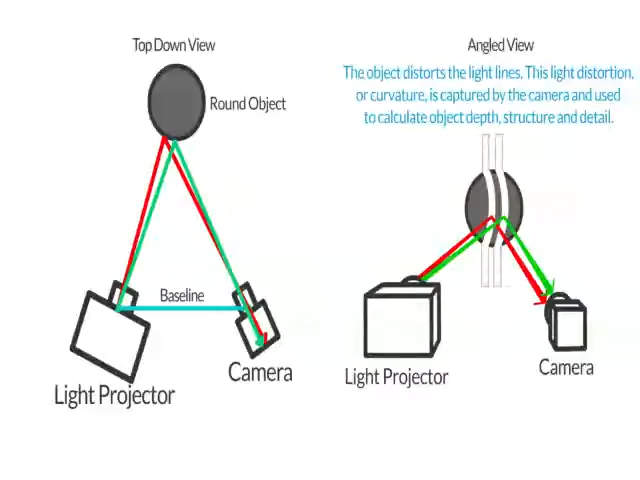 Top Down View
Round Object
Baseline
Light Projector
Camera
Angled View
The object distorts the light lines. This light distortion,
or curvature, is captured by the camera and used
to calculate object depth, structure and detail.
Light Projector
Camera